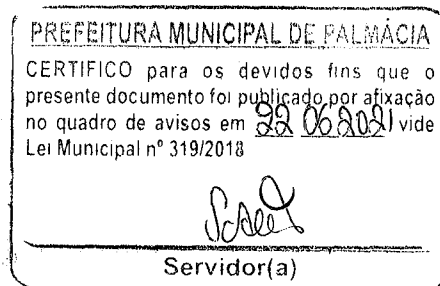 PREFEITURA MUNICIPAL DE PALMÁCIA
CERTIFICO para os devidos fins que o
presente documento foi publicado por afixação
no quadro de avisos em 22 06 2021 vide
Lei Municipal nº 319/2018
Servidor(a)